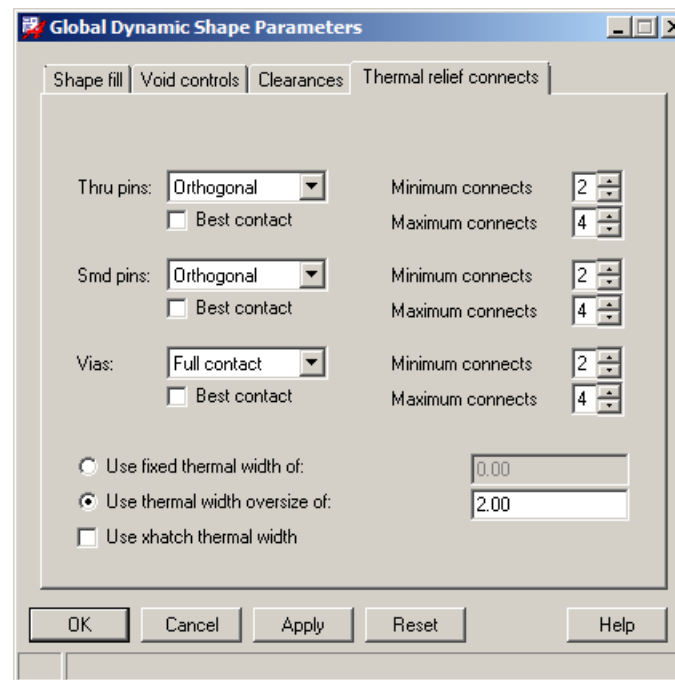 Global Dynamic Shape Parameters
Shape fill Void controls Clearances Thermal relief connects
Thru pins: Orthogonal Minimum connects 2
Best contact Maximum connects 4
Smd pins: Orthogonal Minimum connects 2
Best contact Maximum connects 4
Vias: Full contact Minimum connects 2
Best contact Maximum connects 4
Use fixed thermal width of: 0.00
Use thermal width oversize of: 2.00
Use xhatch thermal width
OK Cancel Apply Reset Help